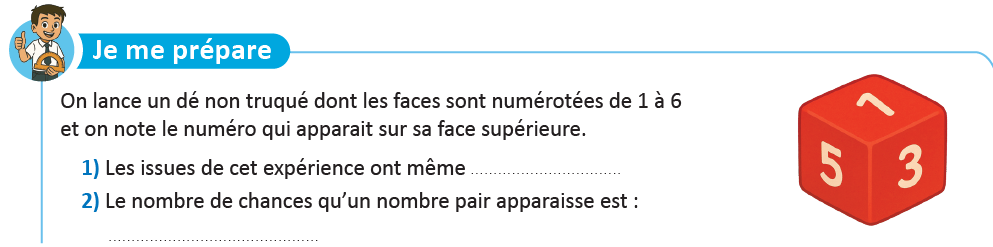 Je me prépare
On lance un dé non truqué dont les faces sont numérotées de 1 à 6
et on note le numéro qui apparait sur sa face supérieure.
1) Les issues de cet expérience ont même ................................
2) Le nombre de chances qu'un nombre pair apparaisse est :
.............................................
1
5 3